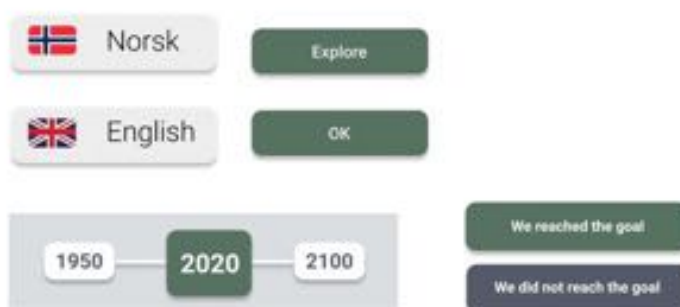 Norsk
Explore
English
OK
1950 2020 2100
We reached the goal
We did not reach the goal